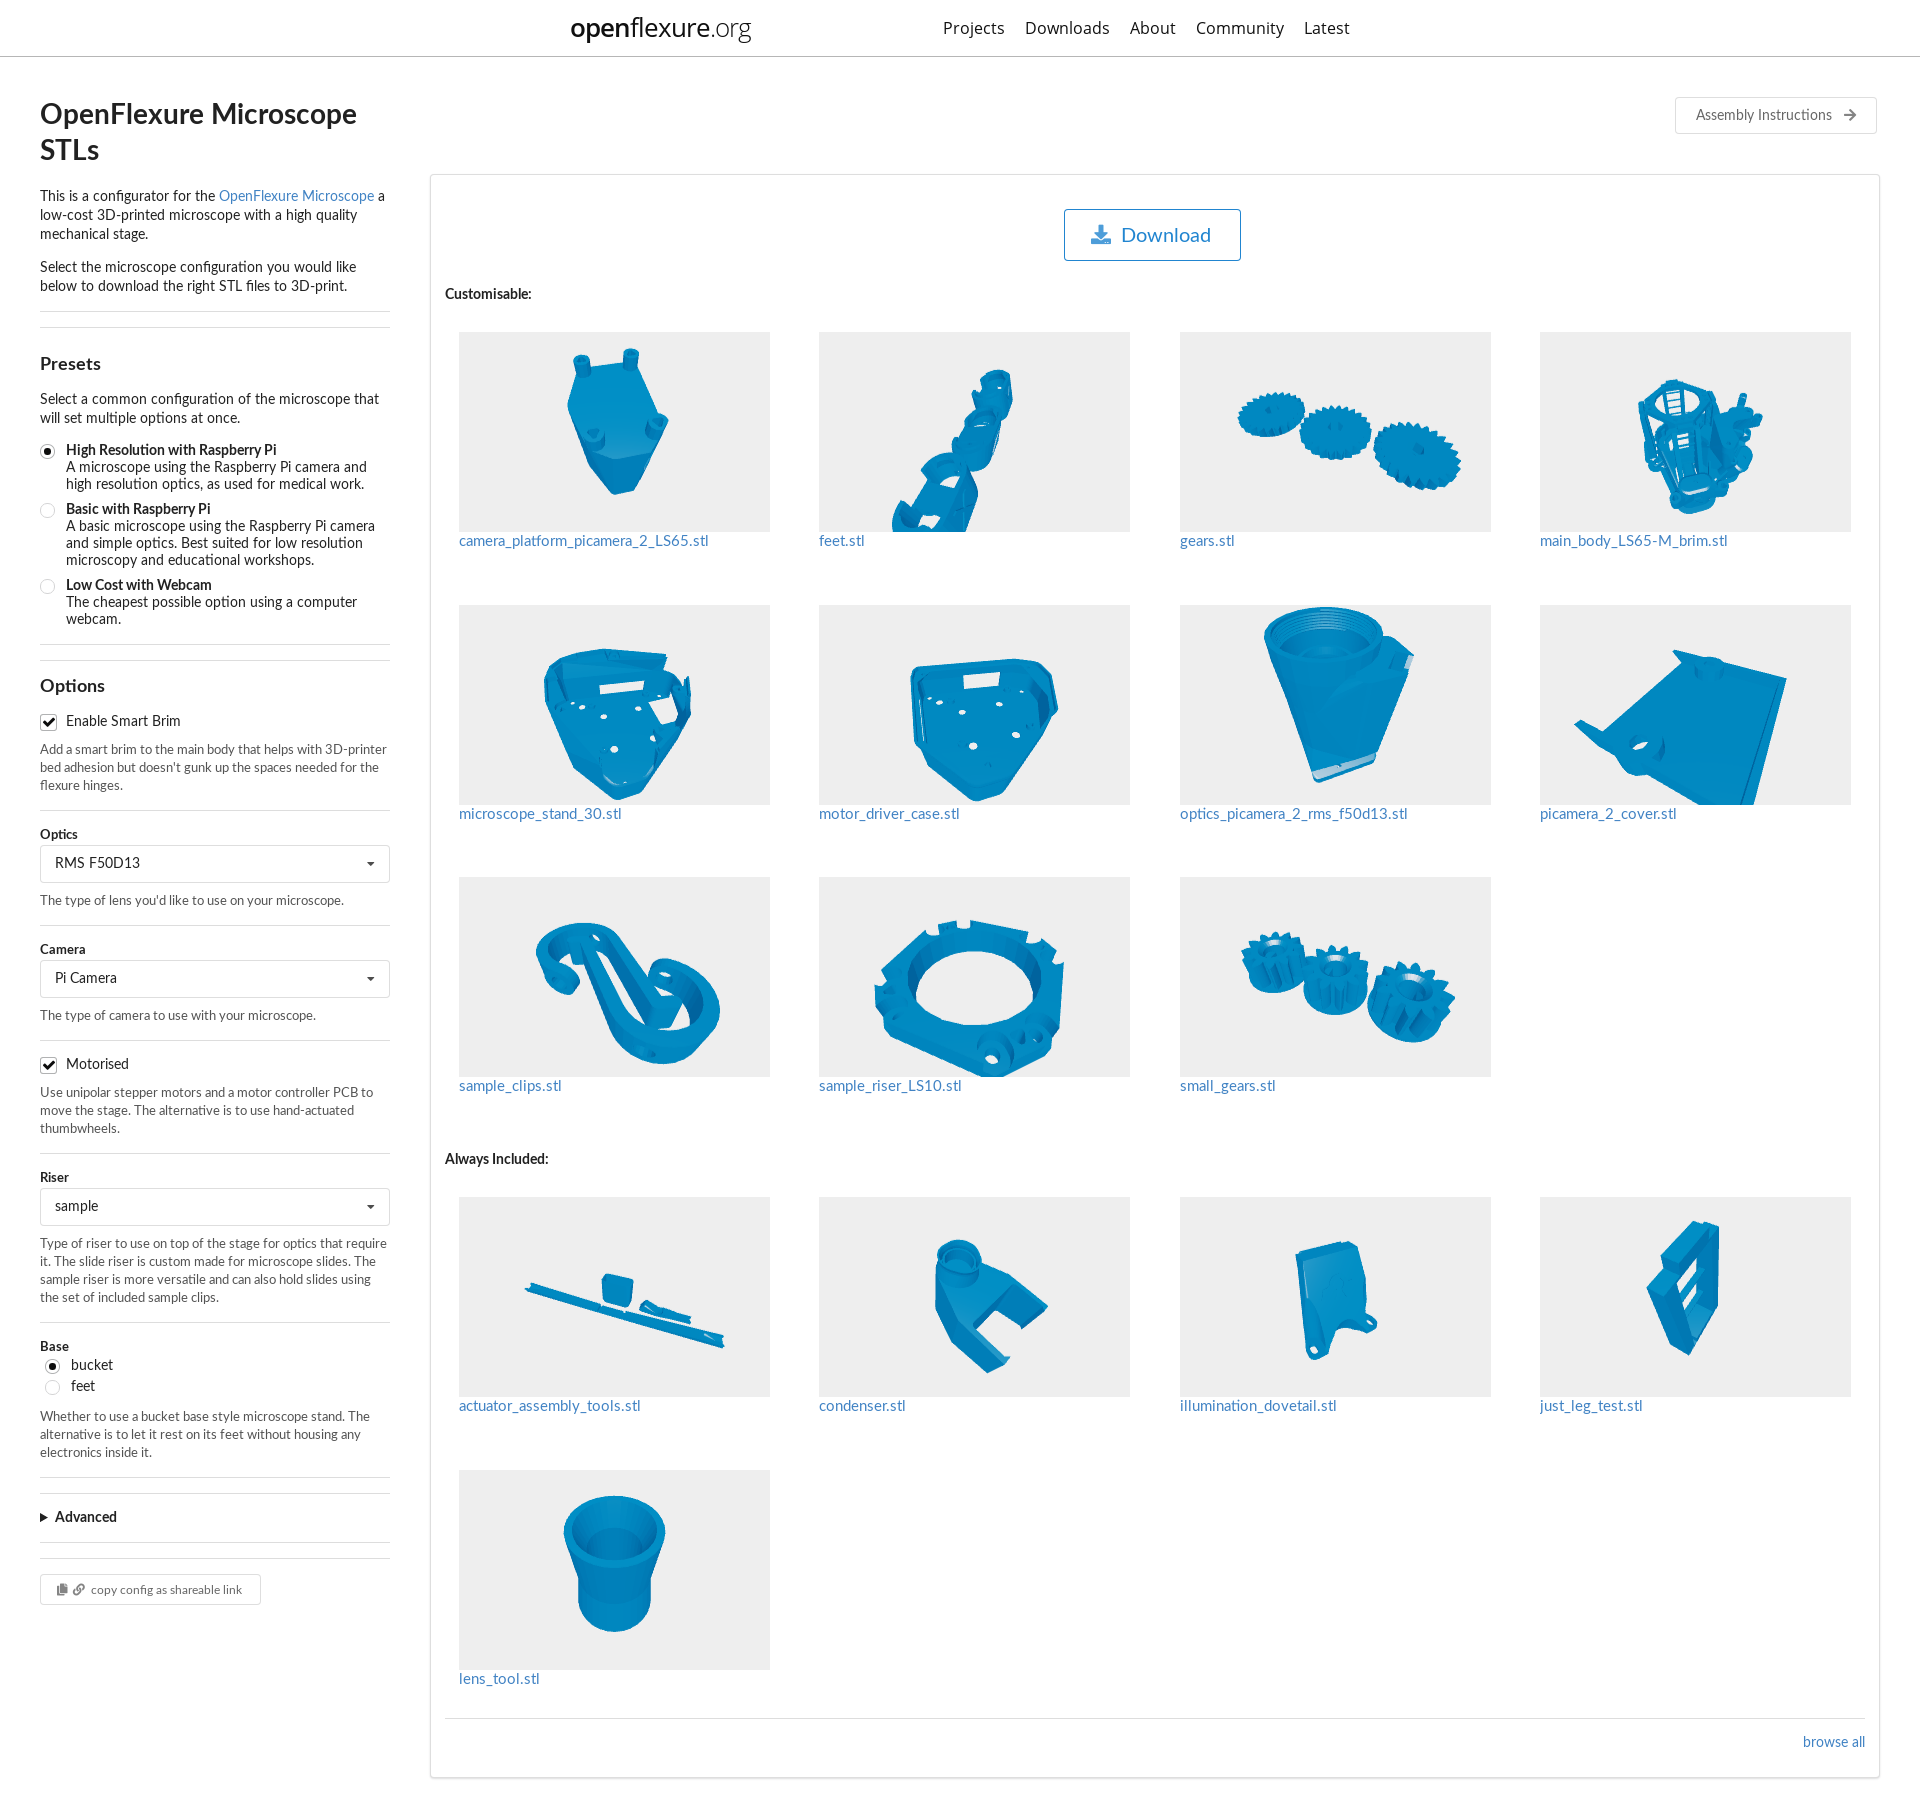 openflexure.org
Projects Downloads About Community Latest
OpenFlexure Microscope
STLs
This is a configurator for the OpenFlexure Microscope a
low-cost 3D-printed microscope with a high quality
mechanical stage.
Select the microscope configuration you would like
below to download the right STL files to 3D-print.
Presets
Select a common configuration of the microscope that
will set multiple options at once.
High Resolution with Raspberry Pi
A microscope using the Raspberry Pi camera and
high resolution optics, as used for medical work.
Basic with Raspberry Pi
A basic microscope using the Raspberry Pi camera
and simple optics. Best suited for low resolution
microscopy and educational workshops.
Low Cost with Webcam
The cheapest possible option using a computer
webcam.
Options
Enable Smart Brim
Add a smart brim to the main body that helps with 3D-printer
bed adhesion but doesn't gunk up the spaces needed for the
flexure hinges.
Optics
RMS F50D13
The type of lens you'd like to use on your microscope.
Camera
Pi Camera
The type of camera to use with your microscope.
Motorised
Use unipolar stepper motors and a motor controller PCB to
move the stage. The alternative is to use hand-actuated
thumbwheels.
Riser
sample
Type of riser to use on top of the stage for optics that require
it. The slide riser is custom made for microscope slides. The
sample riser is more versatile and can also hold slides using
the set of included sample clips.
Base
bucket
feet
Whether to use a bucket base style microscope stand. The
alternative is to let it rest on its feet without housing any
electronics inside it.
Advanced
copy config as shareable link
Assembly Instructions
Download
Customisable:
camera_platform_picamera_2_LS65.stl
feet.stl
gears.stl
main_body_LS65-M_brim.stl
microscope_stand_30.stl
motor_driver_case.stl
optics_picamera_2_rms_f50d13.stl
picamera_2_cover.stl
sample_clips.stl
sample_riser_LS10.stl
small_gears.stl
Always Included:
actuator_assembly_tools.stl
condenser.stl
illumination_dovetail.stl
just_leg_test.stl
lens_tool.stl
browse all